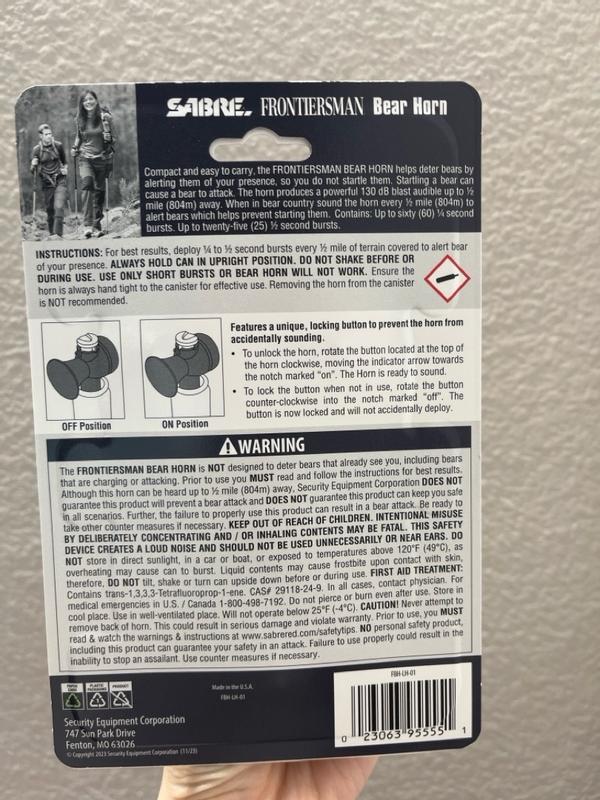 SABRE. FRONTIERSMAN Bear Horn
Compact and easy to carry, the FRONTIERSMAN BEAR HORN helps deter bears by
alerting them of your presence, so you do not startle them. Startling a bear can
cause a bear to attack. The horn produces a powerful 130 dB blast audible up to ½
mile (804m) away. When in bear country sound the horn every ½ mile (804m) to
alert bears which helps prevent starting them. Contains: Up to sixty (60) ¼ second
bursts. Up to twenty-five (25) ½ second bursts.
INSTRUCTIONS: For best results, deploy ¼ to ½ second bursts every ½ mile of terrain covered to alert bear
of your presence. ALWAYS HOLD CAN IN UPRIGHT POSITION. DO NOT SHAKE BEFORE OR
DURING USE. USE ONLY SHORT BURSTS OR BEAR HORN WILL NOT WORK. Ensure the
horn is always tight to the canister for effective use. Removing the horn from the canister
is NOT recommended.
OFF Position
ON Position
Features a unique, locking button to prevent the horn from
accidentally sounding.
• To unlock the horn, rotate the button located at the top of
the horn clockwise, moving the indicator arrow towards
the notch marked "on". The Horn is ready to sound.
• To lock the button when not in use, rotate the button
counter-clockwise into the notch marked "off". The
button is now locked and will not accidentally deploy.
WARNING
The FRONTIERSMAN BEAR HORN is NOT designed to deter bears that already see you, including bears
that are charging or attacking. Prior to use you MUST read and follow the instructions for best results.
Although this horn can be heard up to ½ mile (804m) away, Security Equipment Corporation DOES NOT
guarantee this product will prevent a bear attack and DOES NOT guarantee this product can keep you safe
in all scenarios. Further, the failure to properly use this product can result in a bear attack. Be ready to
take other counter measures if necessary. KEEP OUT OF REACH OF CHILDREN. INTENTIONAL MISUSE
BY DELIBERATELY CONCENTRATING AND / OR INHALING CONTENTS MAY BE FATAL. THIS SAFETY
DEVICE CREATES A LOUD NOISE AND SHOULD NOT BE USED UNNECESSARILY OR NEAR EARS. DO
NOT store in direct sunlight, in a car or boat, or exposed to temperatures above 120°F (49°C), as
overheating may cause can to burst. Liquid contents may cause frostbite upon contact with skin,
therefore, DO NOT tilt, shake or turn can upside down before or during use. FIRST AID TREATMENT:
Contains trans-1,3,3,3-Tetrafluoroprop-1-ene. CAS# 29118-24-9. In all cases, contact physician. For
medical emergencies in U.S. / Canada 1-800-498-7192. Do not pierce or burn even after use. Store in
cool place. Use in well-ventilated place. Will not operate below 25°F (-4°C). CAUTION! Never attempt to
remove back of horn. This could result in serious damage and violate warranty. Prior to use, you MUST
read & watch the warnings & instructions at www.sabrered.com/safetytips. NO personal safety product,
including this product can guarantee your safety in an attack. Failure to use properly could result in the
inability to stop an assailant. Use counter measures if necessary.
PAPER CARD
PLASTIC PACKAGING
PRODUCT
Made in the U.S.A.
FBH-LH-01
FBH-LH-01
Security Equipment Corporation
747 Sun Park Drive
Fenton, MO 63026
© Copyright 2023 Security Equipment Corporation (11/23)
0 23063 95555 1